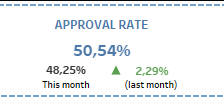 APPROVAL RATE
50,54%
48,25% ▲ 2,29%
This month (last month)